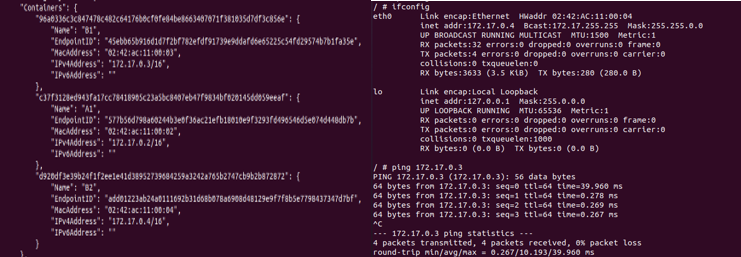 "Containers": {
"96a0336c3c847478c482c64176b0cf0fe84be8663407071f381035d7df3c856e": {
"Name": "B1",
"EndpointID": "45ebb65b916d1d7f2bf782efdf91739e9ddafd6e65225c54fd29574b7b1fa35e",
"MacAddress": "02:42:ac:11:00:03",
"IPv4Address": "172.17.0.3/16",
"IPv6Address": ""
},
"c37f3128ed943fa17cc78418905c23a5bc8407eb47f9834bf020145dd059eeaf": {
"Name": "A1",
"EndpointID": "577b56d798a60244b3e0f36ac21efb18010e9f3293fd496546d5e074d448db7b",
"MacAddress": "02:42:ac:11:00:02",
"IPv4Address": "172.17.0.2/16",
"IPv6Address": ""
},
"d920df3e39b24f1f2ee1e41d38952739684259a3242a765b2747cb9b2b872872": {
"Name": "B2",
"EndpointID": "add01223ab24a0111692b31d68b078a6908d48129e9f7f8b5e7798437347d7bf",
"MacAddress": "02:42:ac:11:00:04",
"IPv4Address": "172.17.0.4/16",
"IPv6Address": ""
}
/ # ifconfig
eth0 Link encap:Ethernet HWaddr 02:42:AC:11:00:04
inet addr:172.17.0.4 Bcast:172.17.255.255 Mask:255.255.0.0
UP BROADCAST RUNNING MULTICAST MTU:1500 Metric:1
RX packets:32 errors:0 dropped:0 overruns:0 frame:0
TX packets:4 errors:0 dropped:0 overruns:0 carrier:0
collisions:0 txqueuelen:0
RX bytes:3633 (3.5 KiB) TX bytes:280 (280.0 B)
lo Link encap:Local Loopback
inet addr:127.0.0.1 Mask:255.0.0.0
UP LOOPBACK RUNNING MTU:65536 Metric:1
RX packets:0 errors:0 dropped:0 overruns:0 frame:0
TX packets:0 errors:0 dropped:0 overruns:0 carrier:0
collisions:0 txqueuelen:1000
RX bytes:0 (0.0 B) TX bytes:0 (0.0 B)
/ # ping 172.17.0.3
PING 172.17.0.3 (172.17.0.3): 56 data bytes
64 bytes from 172.17.0.3: seq=0 ttl=64 time=39.960 ms
64 bytes from 172.17.0.3: seq=1 ttl=64 time=0.278 ms
64 bytes from 172.17.0.3: seq=2 ttl=64 time=0.269 ms
64 bytes from 172.17.0.3: seq=3 ttl=64 time=0.267 ms
^C
--- 172.17.0.3 ping statistics ---
4 packets transmitted, 4 packets received, 0% packet loss
round-trip min/avg/max = 0.267/10.193/39.960 ms